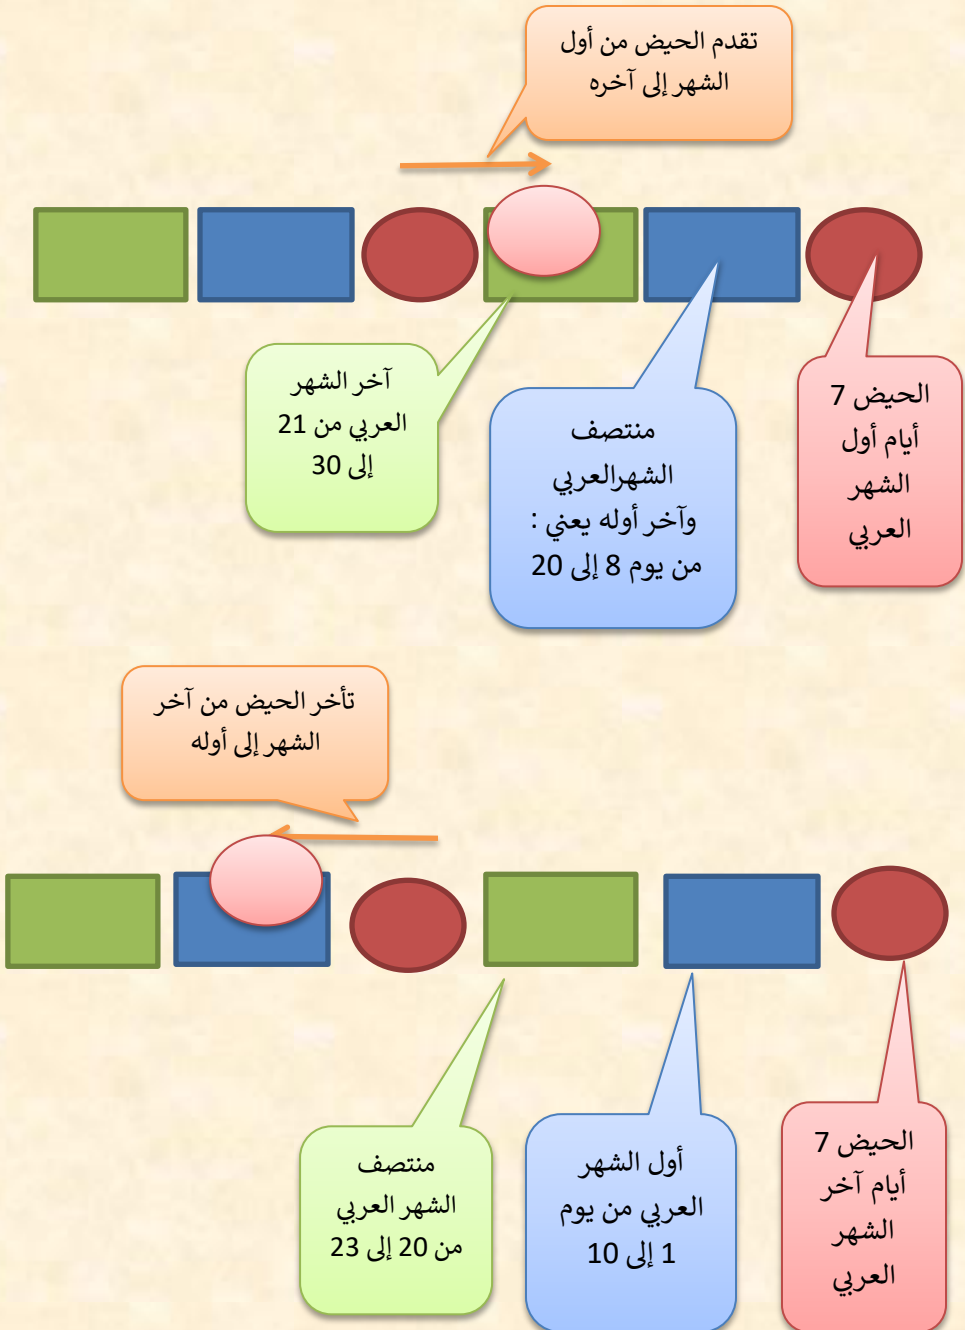 تقدم الحيض من أول
الشهر إلى آخره
الحيض 7
أيام أول
الشهر
العربي
منتصف
الشهرالعربي
وآخر أوله يعني :
من يوم 8 إلى 20
آخر الشهر
العربي من 21
إلى 30
تأخر الحيض من آخر
الشهر إلى أوله
الحيض 7
أيام آخر
الشهر
العربي
أول الشهر
العربي من يوم
1 إلى 10
منتصف
الشهر العربي
من 20 إلى 23